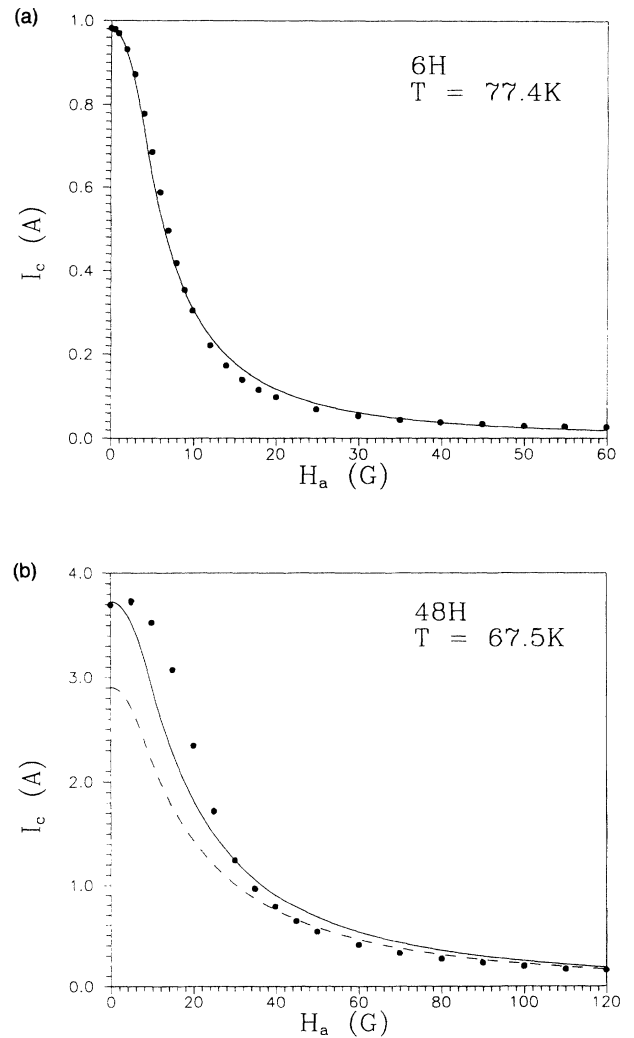 (a)
1.0
0.8
0.6
0.4
0.2
0.0
I_c (A)
6H
T = 77.4K
0 10 20 30 40 50 60
H_a (G)
(b)
4.0
3.0
2.0
1.0
0.0
I_c (A)
48H
T = 67.5K
0 20 40 60 80 100 120
H_a (G)